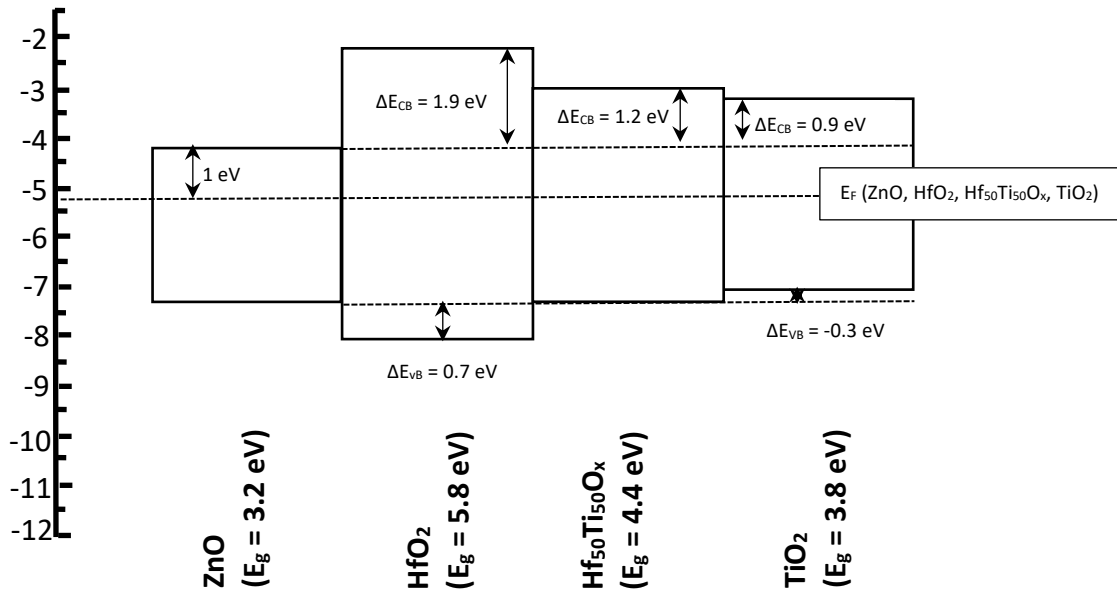 -2
-3
-4
-5
-6
-7
-8
-9
-10
-11
-12
ΔE_CB = 1.9 eV
ΔE_CB = 1.2 eV
ΔE_CB = 0.9 eV
1 eV
E_F (ZnO, HfO₂, Hf₅₀Ti₅₀Oₓ, TiO₂)
ΔE_vB = 0.7 eV
ΔE_VB = -0.3 eV
ZnO
(E_g = 3.2 eV)
HfO₂
(E_g = 5.8 eV)
Hf₅₀Ti₅₀Oₓ
(E_g = 4.4 eV)
TiO₂
(E_g = 3.8 eV)